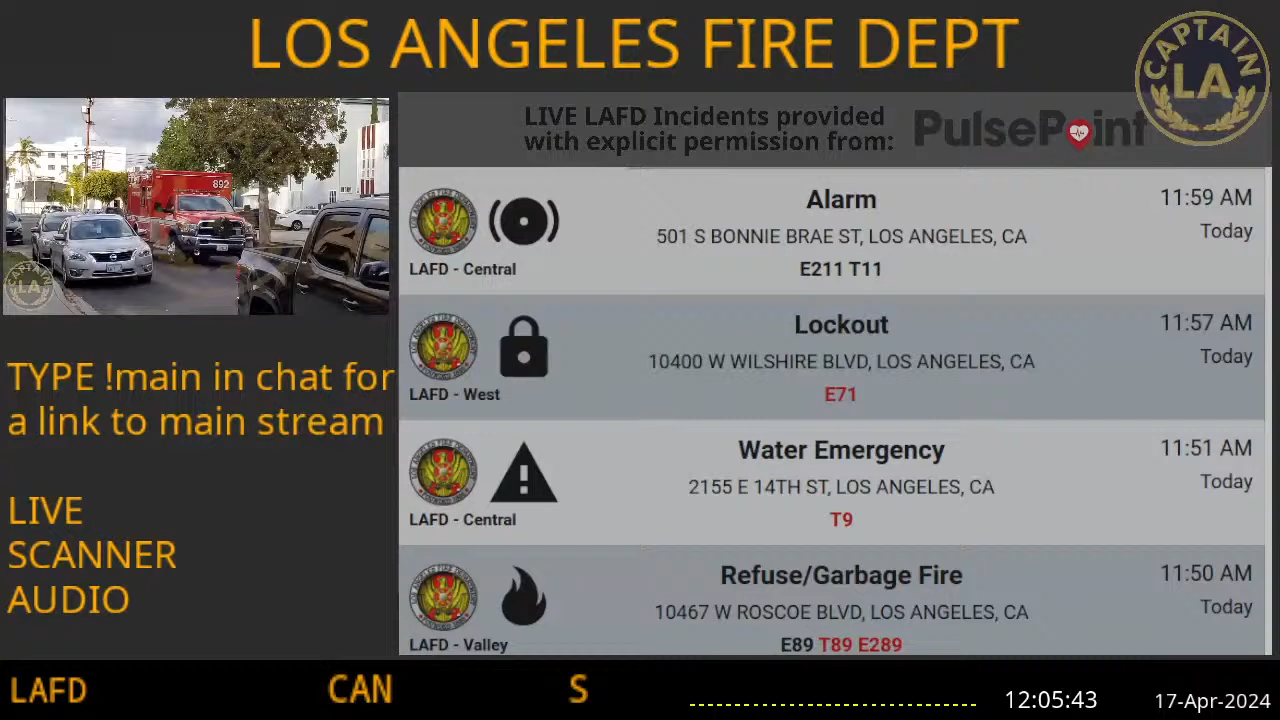 LOS ANGELES FIRE DEPT
CAPTAIN
LA
LIVE LAFD Incidents provided
with explicit permission from:
PulsePoint
892
Alarm
11:59 AM
501 S BONNIE BRAE ST, LOS ANGELES, CA
Today
LAFD - Central
E211 T11
Lockout
11:57 AM
10400 W WILSHIRE BLVD, LOS ANGELES, CA
Today
LAFD - West
E71
Water Emergency
11:51 AM
2155 E 14TH ST, LOS ANGELES, CA
Today
LAFD - Central
T9
Refuse/Garbage Fire
11:50 AM
10467 W ROSCOE BLVD, LOS ANGELES, CA
Today
LAFD - Valley
E89 T89 E289
TYPE !main in chat for
a link to main stream
LIVE
SCANNER
AUDIO
LAFD CAN S
12:05:43 17-Apr-2024